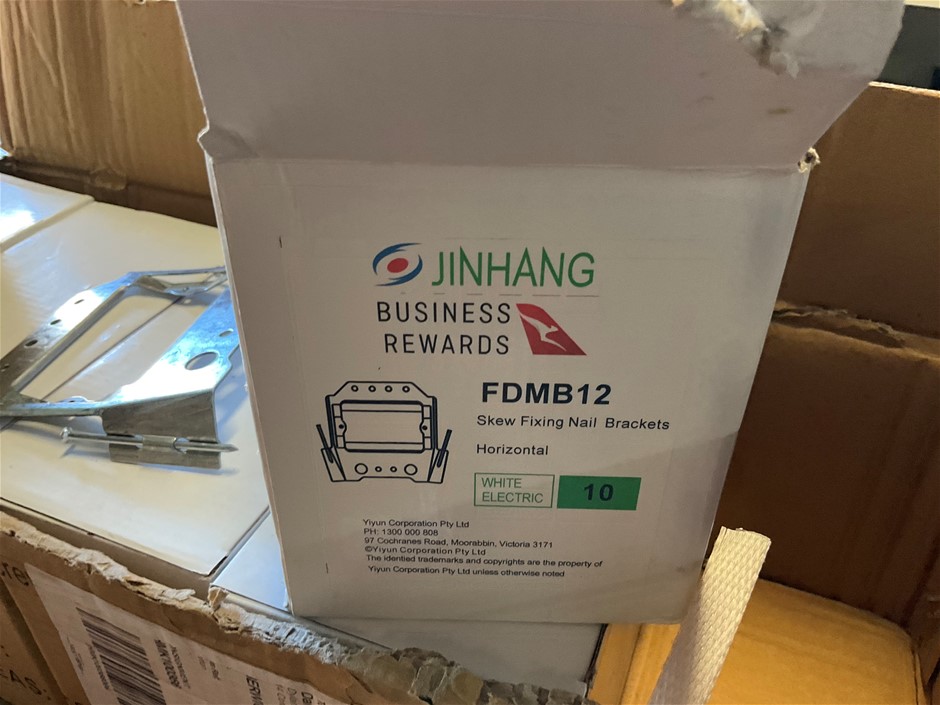 JINHANG
BUSINESS
REWARDS
FDMB12
Skew Fixing Nail Brackets
Horizontal
WHITE
ELECTRIC
10
Yiyun Corporation Pty Ltd
PH: 1300 000 808
97 Cochranes Road, Moorabbin, Victoria 3171
©Yiyun Corporation Pty Ltd
The identied trademarks and copyrights are the property of
Yiyun Corporation Pty Ltd unless otherwise noted